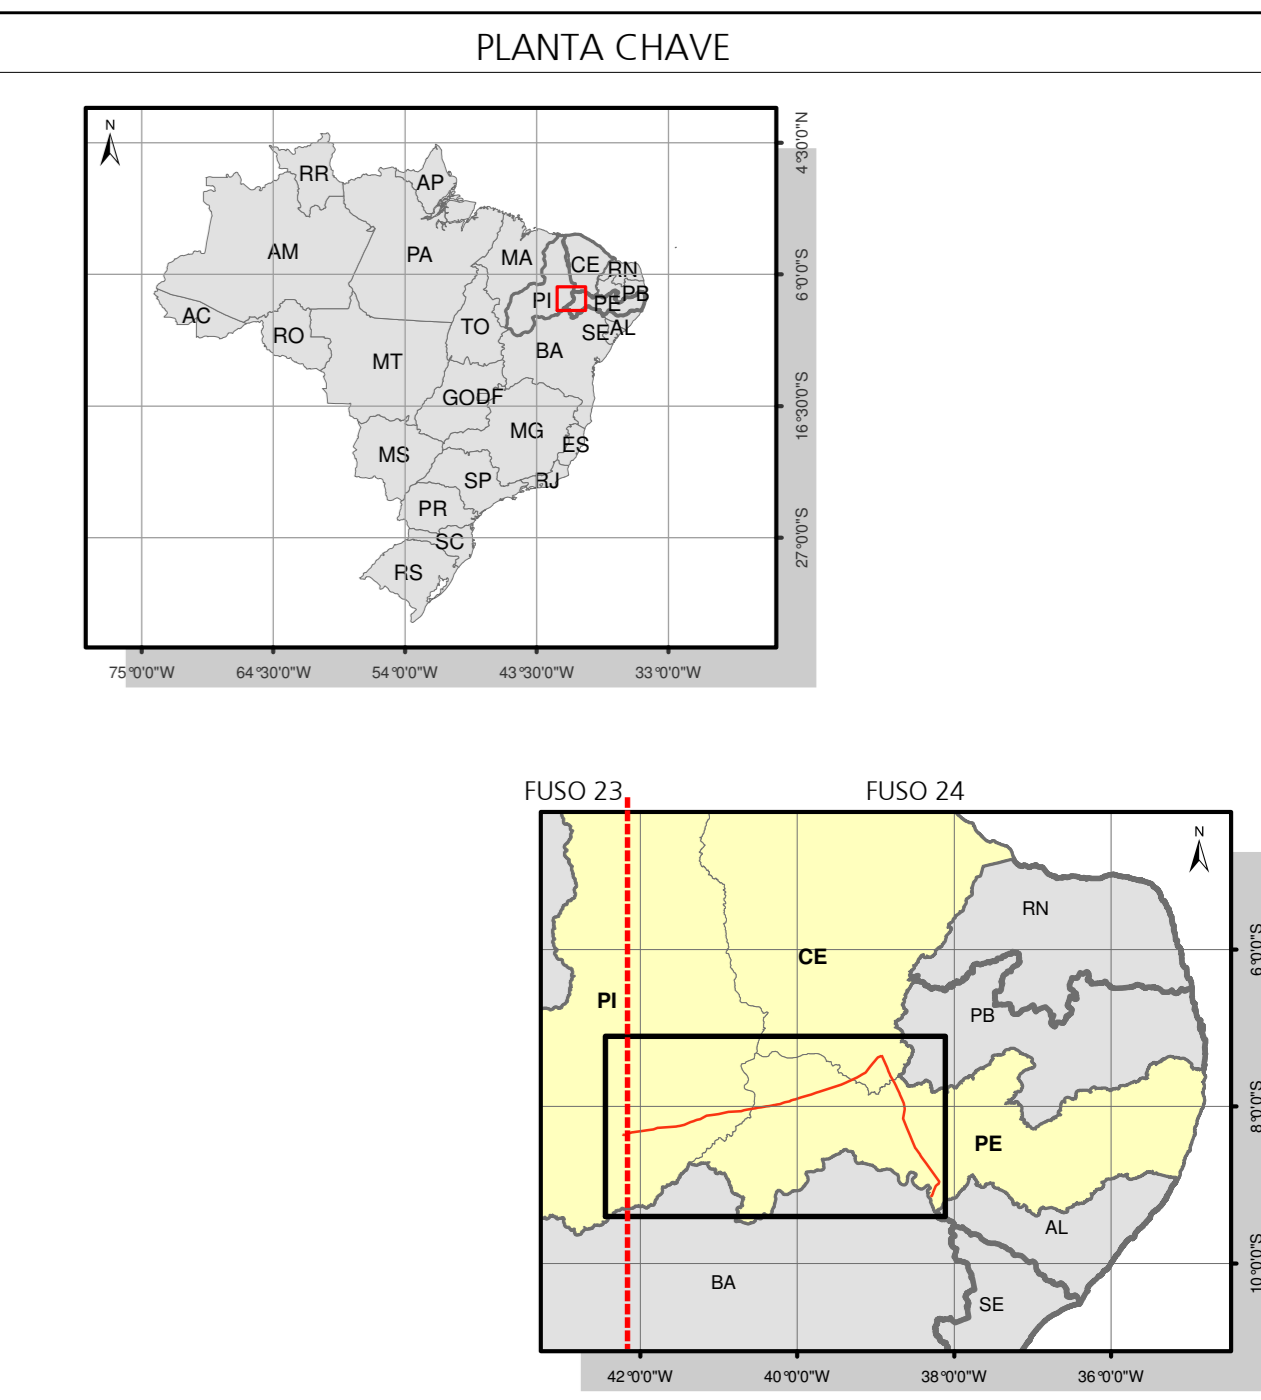 PLANTA CHAVE
N
4°30'0"N
RR
AP
AM
PA
MA
CE
RN
6°0'0"S
PI
PE
PB
AC
RO
TO
SE
AL
MT
BA
GO
DF
16°30'0"S
MG
ES
MS
SP
RJ
PR
SC
27°0'0"S
RS
75°0'0"W 64°30'0"W 54°0'0"W 43°30'0"W 33°0'0"W
FUSO 23 FUSO 24
N
RN
CE
6°0'0"S
PI
PB
8°0'0"S
PE
AL
10°0'0"S
BA
SE
42°0'0"W 40°0'0"W 38°0'0"W 36°0'0"W